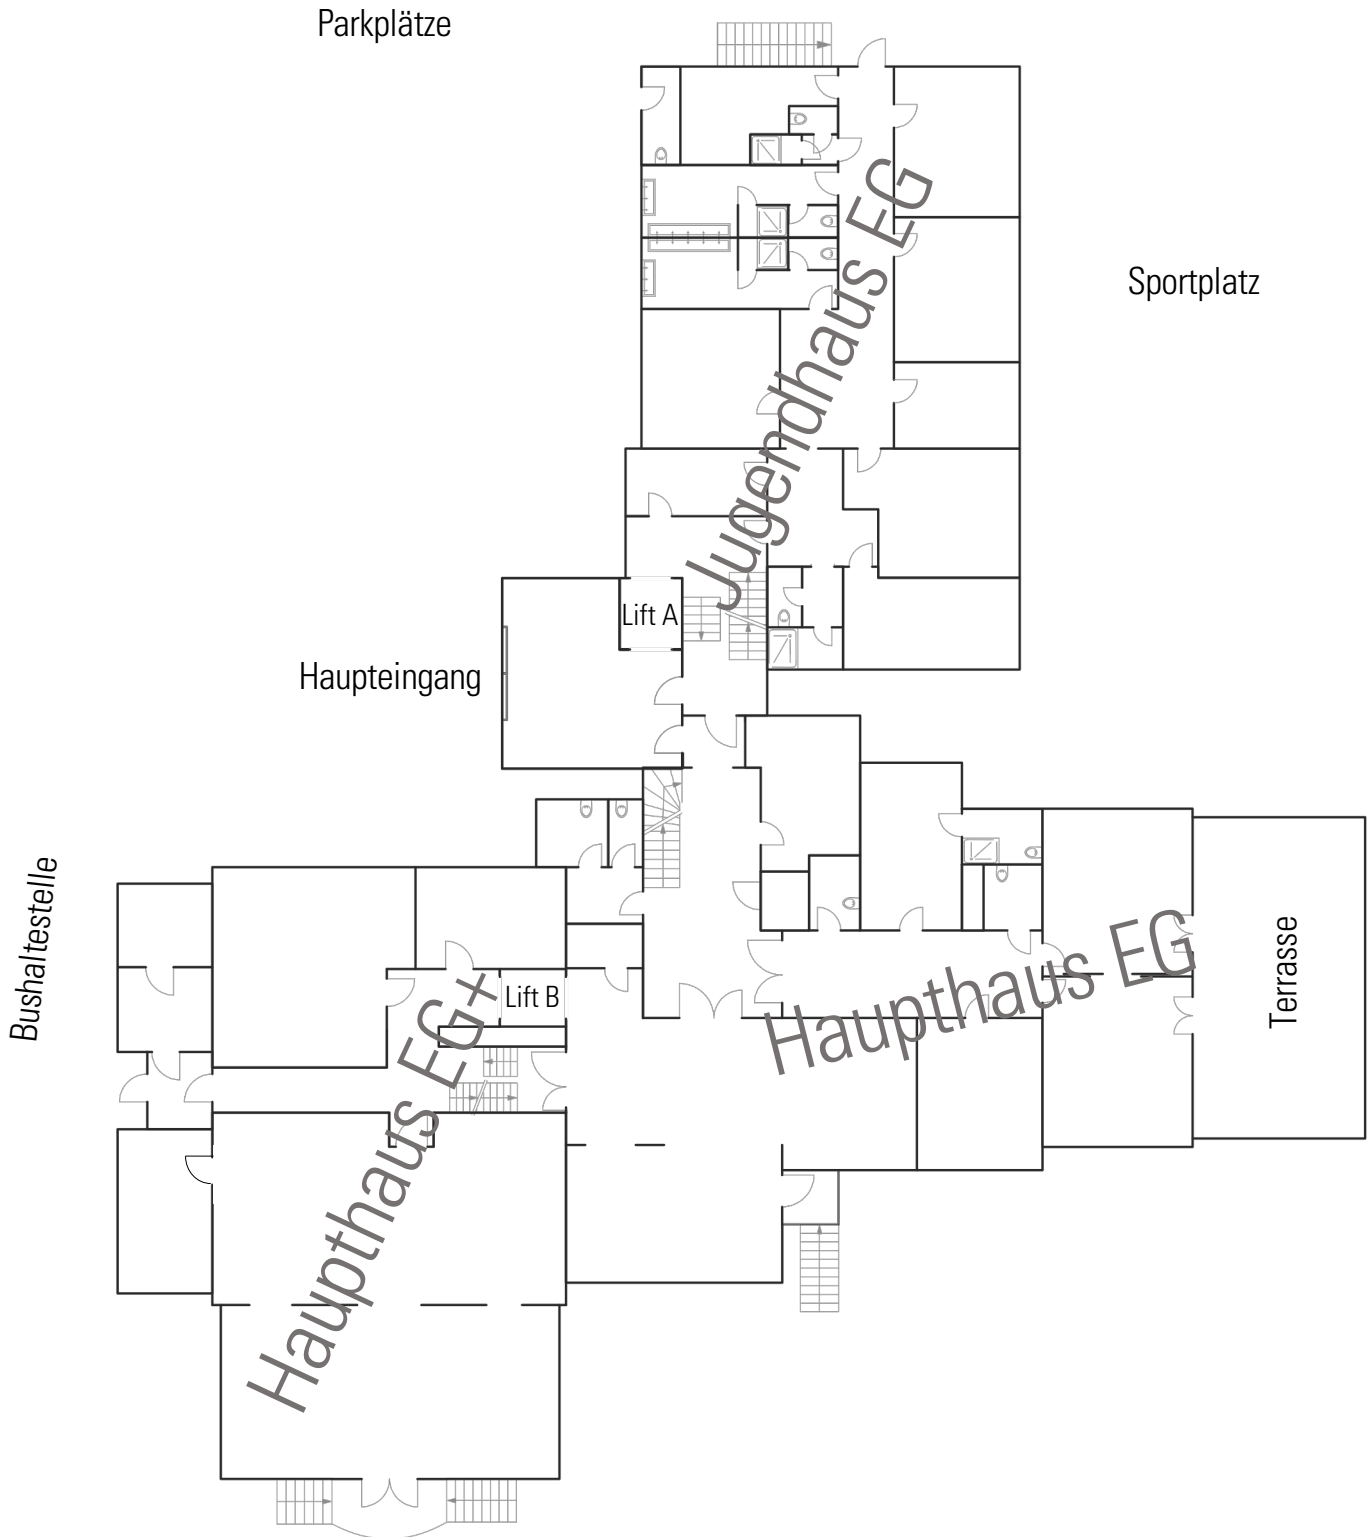 Parkplätze
Jugendhaus EG
Sportplatz
Lift A
Haupteingang
Bushaltestelle
Lift B
Haupthaus EG
Terrasse
Haupthaus EG+